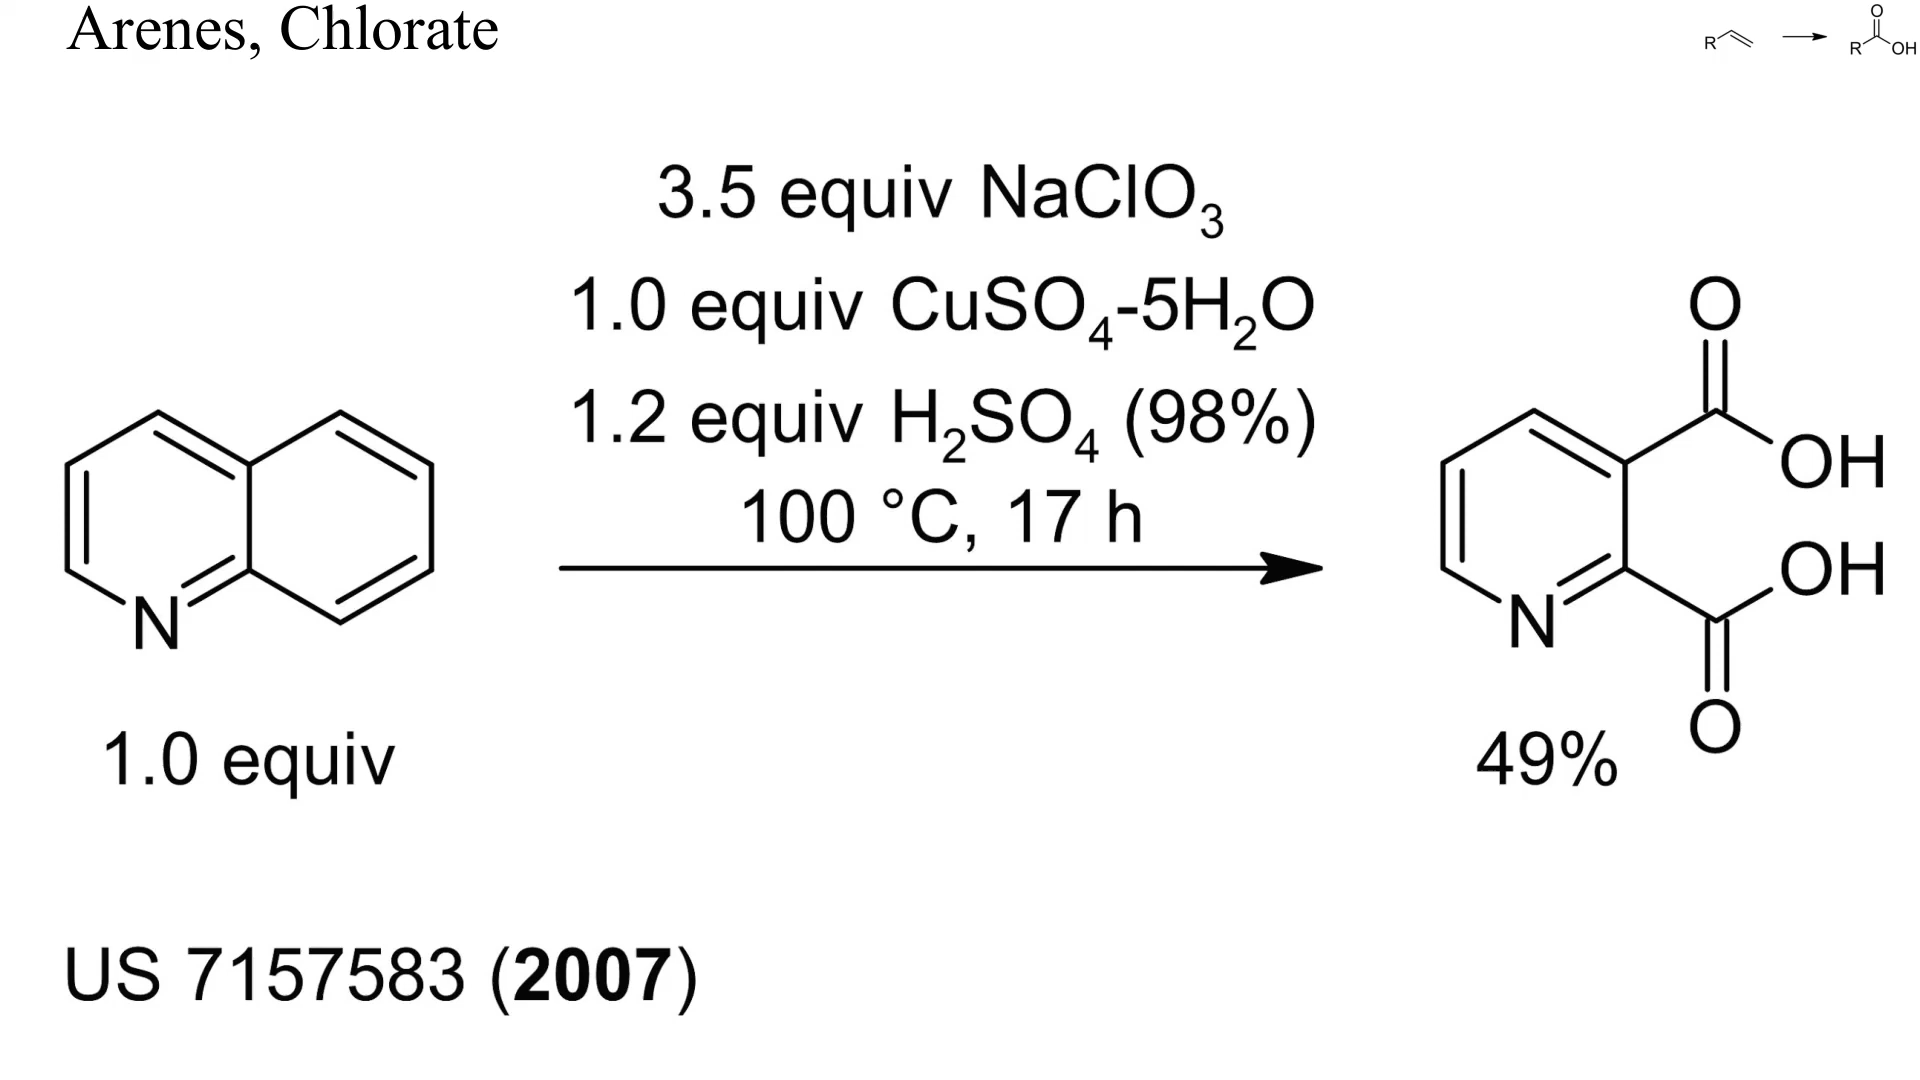 Arenes, Chlorate
R
R
O
OH
3.5 equiv NaClO₃
1.0 equiv CuSO₄-5H₂O
1.2 equiv H₂SO₄ (98%)
100 °C, 17 h
N
1.0 equiv
O
OH
OH
N
O
49%
US 7157583 (2007)